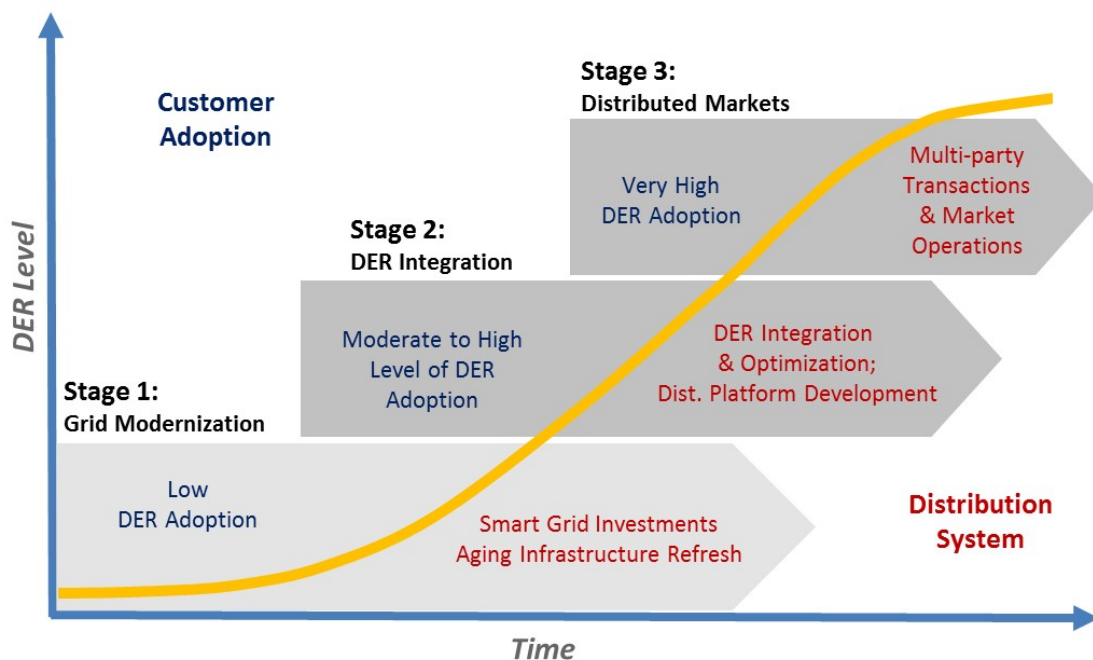 Customer
Adoption
DER Level
Stage 3:
Distributed Markets
Very High
DER Adoption
Multi-party
Transactions
& Market
Operations
Stage 2:
DER Integration
Moderate to High
Level of DER
Adoption
DER Integration
& Optimization;
Dist. Platform Development
Stage 1:
Grid Modernization
Low
DER Adoption
Smart Grid Investments
Aging Infrastructure Refresh
Distribution
System
Time